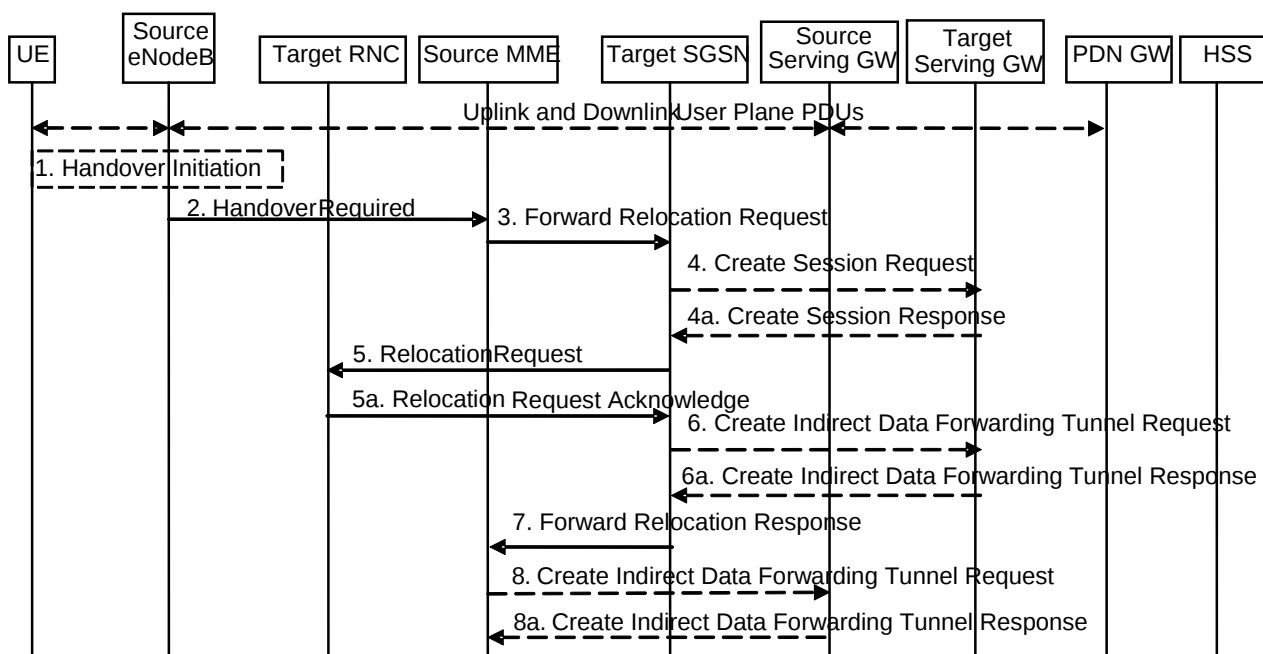 UE
Source
eNodeB
Target RNC
Source MME
Target SGSN
Source
Serving GW
Target
Serving GW
PDN GW
HSS
Uplink and Downlink User Plane PDUs
1. Handover Initiation
2. Handover Required
3. Forward Relocation Request
4. Create Session Request
4a. Create Session Response
5. Relocation Request
5a. Relocation Request Acknowledge
6. Create Indirect Data Forwarding Tunnel Request
6a. Create Indirect Data Forwarding Tunnel Response
7. Forward Relocation Response
8. Create Indirect Data Forwarding Tunnel Request
8a. Create Indirect Data Forwarding Tunnel Response